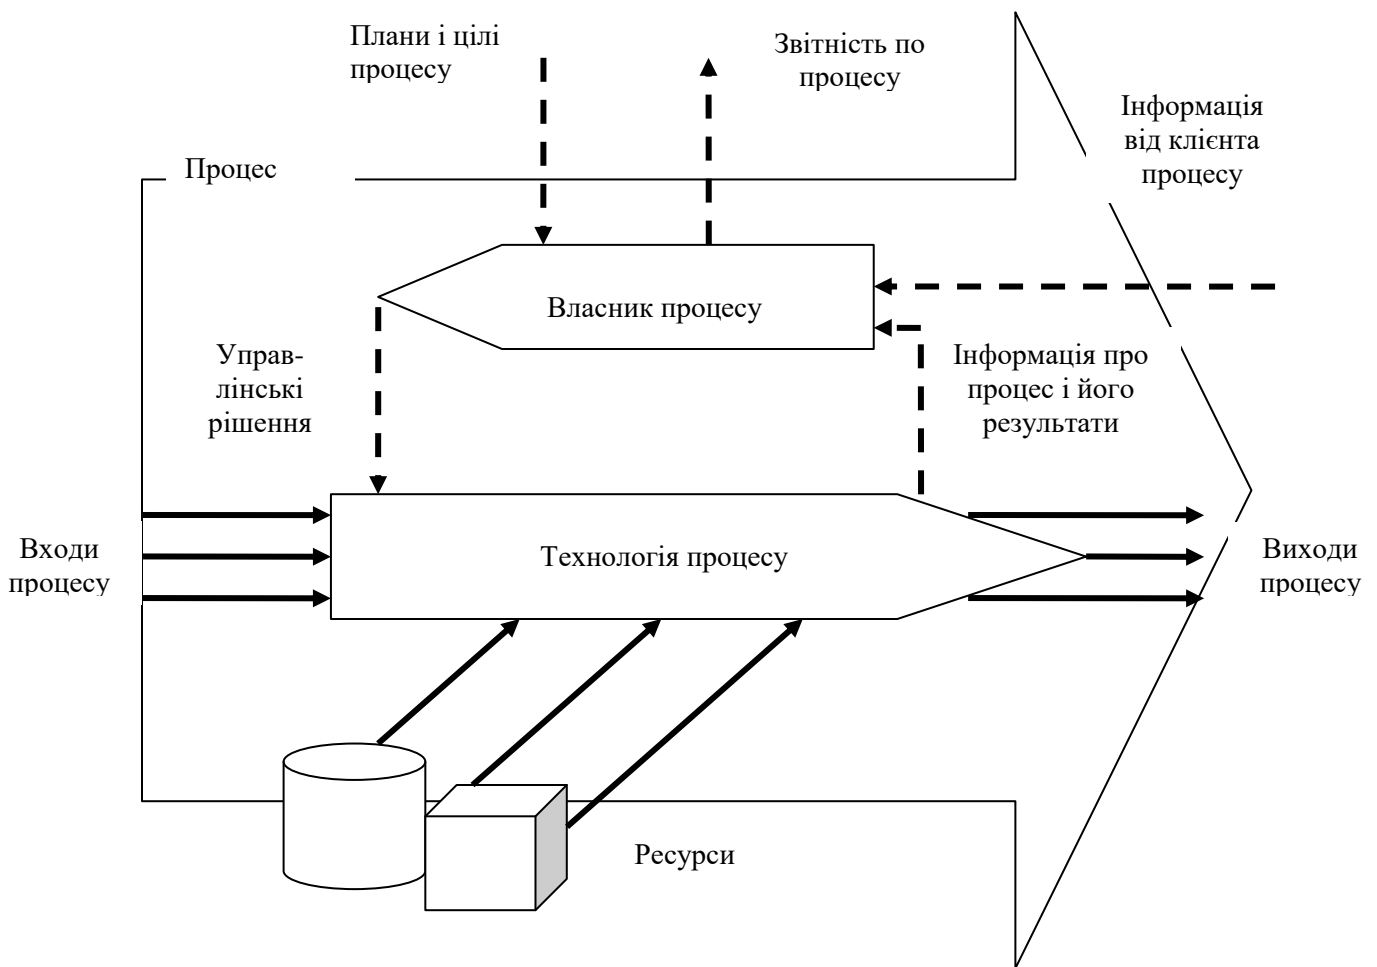 Плани і цілі
процесу
Звітність по
процесу
Інформація
від клієнта
процесу
Процес
Власник процесу
Управ-
лінські
рішення
Інформація про
процес і його
результати
Входи
процесу
Технологія процесу
Виходи
процесу
Ресурси